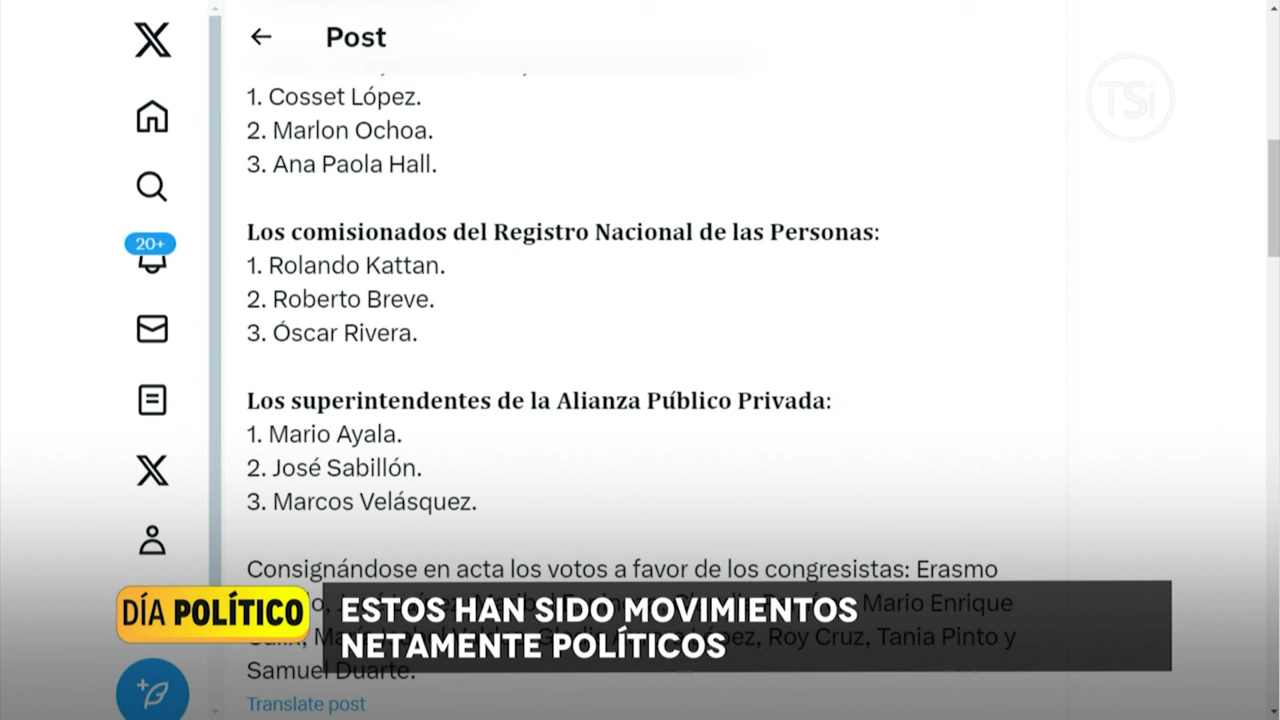 Post
TSi
1. Cosset López.
2. Marlon Ochoa.
3. Ana Paola Hall.
Los comisionados del Registro Nacional de las Personas:
20+
1. Rolando Kattan.
2. Roberto Breve.
3. Óscar Rivera.
Los superintendentes de la Alianza Público Privada:
1. Mario Ayala.
2. José Sabillón.
3. Marcos Velásquez.
Consignándose en acta los votos a favor de los congresistas: Erasmo
Mario Enrique
Roy Cruz, Tania Pinto y
Samuel Duarte.
Translate post
DÍA POLÍTICO
ESTOS HAN SIDO MOVIMIENTOS
NETAMENTE POLÍTICOS